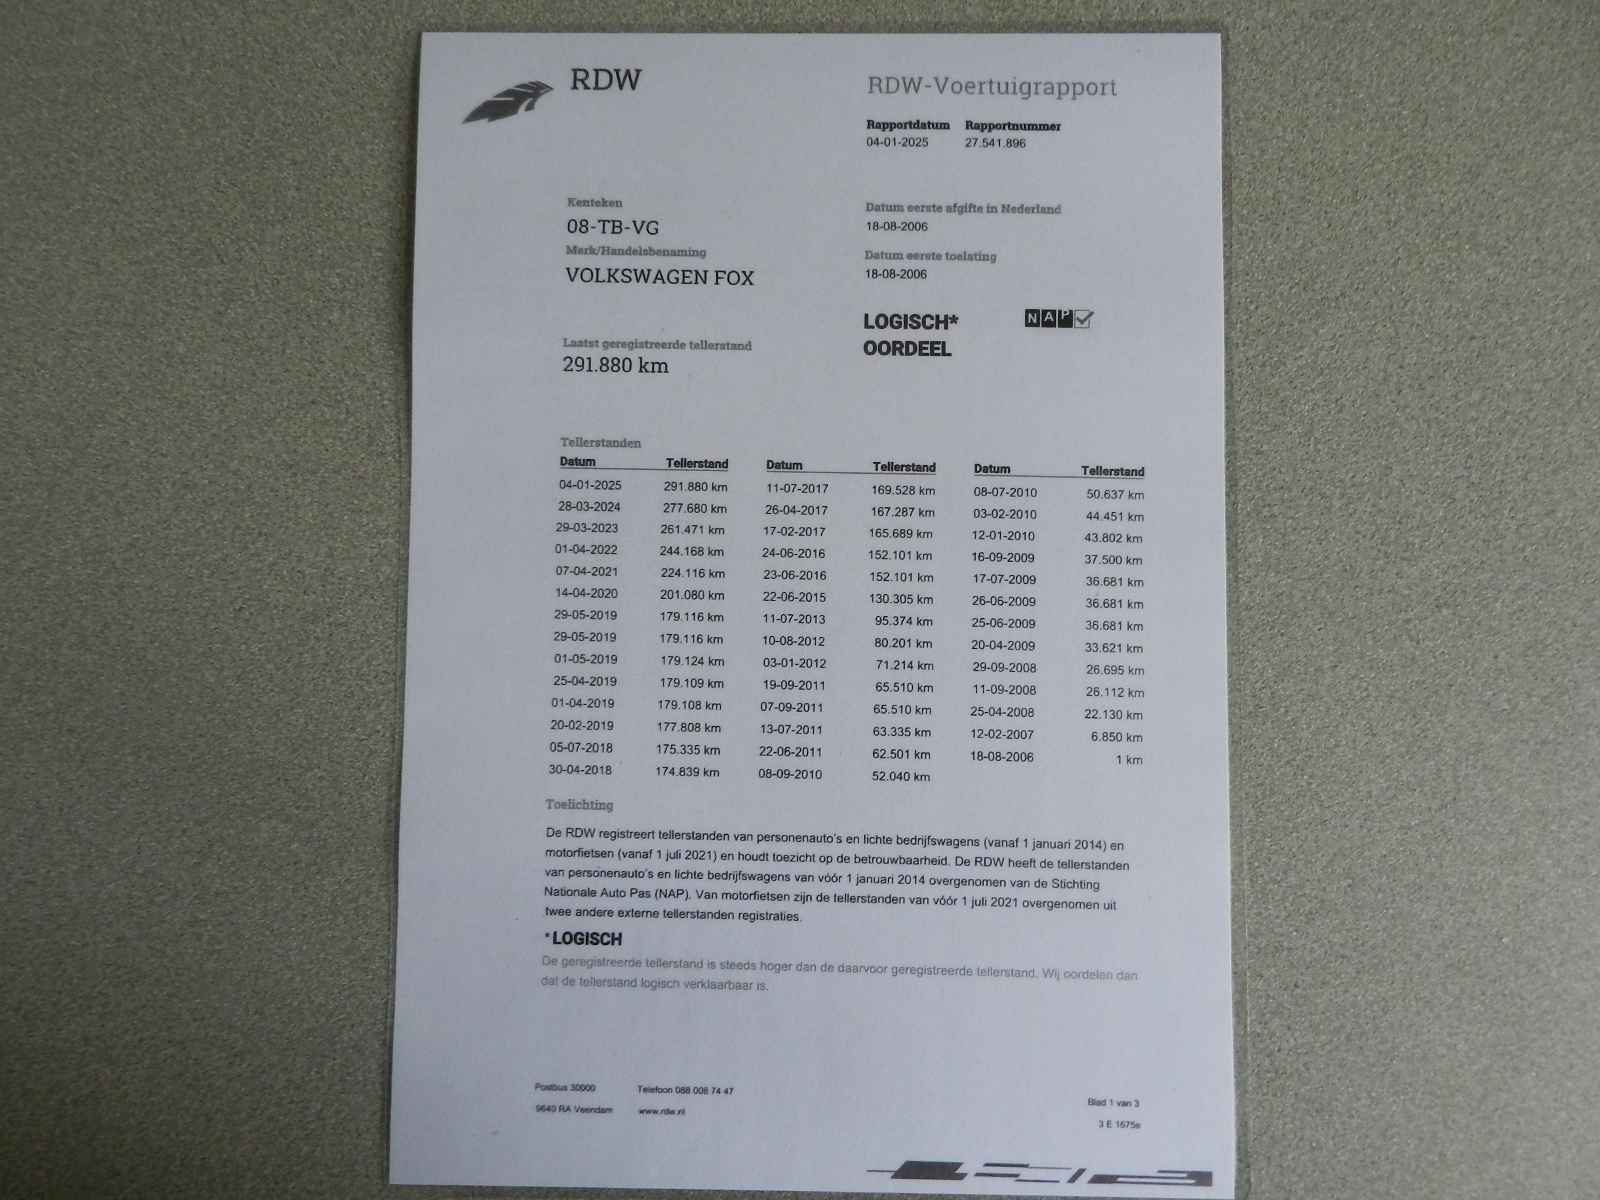 RDW
RDW-Voertuigrapport
Rapportdatum Rapportnummer
04-01-2025 27.541.896
Kenteken
08-TB-VG
Merk/Handelsbenaming
VOLKSWAGEN FOX
Datum eerste afgifte in Nederland
18-08-2006
Datum eerste toelating
18-08-2006
LOGISCH*
OORDEEL
NAP
Laatst geregistreerde tellerstand
291.880 km
Tellerstanden
Datum Tellerstand Datum Tellerstand Datum Tellerstand
04-01-2025 291.880 km 11-07-2017 169.528 km 08-07-2010 50.637 km
28-03-2024 277.680 km 26-04-2017 167.287 km 03-02-2010 44.451 km
29-03-2023 261.471 km 17-02-2017 165.689 km 12-01-2010 43.802 km
01-04-2022 244.168 km 24-06-2016 152.101 km 16-09-2009 37.500 km
07-04-2021 224.116 km 23-06-2016 152.101 km 17-07-2009 36.681 km
14-04-2020 201.080 km 22-06-2015 130.305 km 26-06-2009 36.681 km
29-05-2019 179.116 km 11-07-2013 95.374 km 25-06-2009 36.681 km
29-05-2019 179.116 km 10-08-2012 80.201 km 20-04-2009 33.621 km
01-05-2019 179.124 km 03-01-2012 71.214 km 29-09-2008 26.695 km
25-04-2019 179.109 km 19-09-2011 65.510 km 11-09-2008 26.112 km
01-04-2019 179.108 km 07-09-2011 65.510 km 25-04-2008 22.130 km
20-02-2019 177.808 km 13-07-2011 63.335 km 12-02-2007 6.850 km
05-07-2018 175.335 km 22-06-2011 62.501 km 18-08-2006 1 km
30-04-2018 174.839 km 08-09-2010 52.040 km
Toelichting
De RDW registreert tellerstanden van personenauto's en lichte bedrijfswagens (vanaf 1 januari 2014) en
motorfietsen (vanaf 1 juli 2021) en houdt toezicht op de betrouwbaarheid. De RDW heeft de tellerstanden
van personenauto's en lichte bedrijfswagens van vóór 1 januari 2014 overgenomen van de Stichting
Nationale Auto Pas (NAP). Van motorfietsen zijn de tellerstanden van vóór 1 juli 2021 overgenomen uit
twee andere externe tellerstanden registraties.
*LOGISCH
De geregistreerde tellerstand is steeds hoger dan de daarvoor geregistreerde tellerstand. Wij oordelen dan
dat de tellerstand logisch verklaarbaar is.
Postbus 30000 Telefoon 088 008 74 47
9640 RA Veendam www.rdw.nl
Blad 1 van 3
3 E 1675e